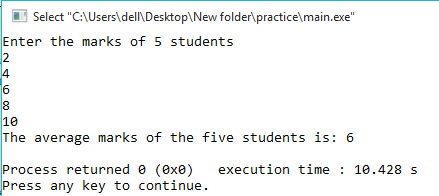 Select "C:\Users\dell\Desktop\New folder\practice\main.exe"
Enter the marks of 5 students
2
4
6
8
10
The average marks of the five students is: 6
Process returned 0 (0x0)   execution time : 10.428 s
Press any key to continue.